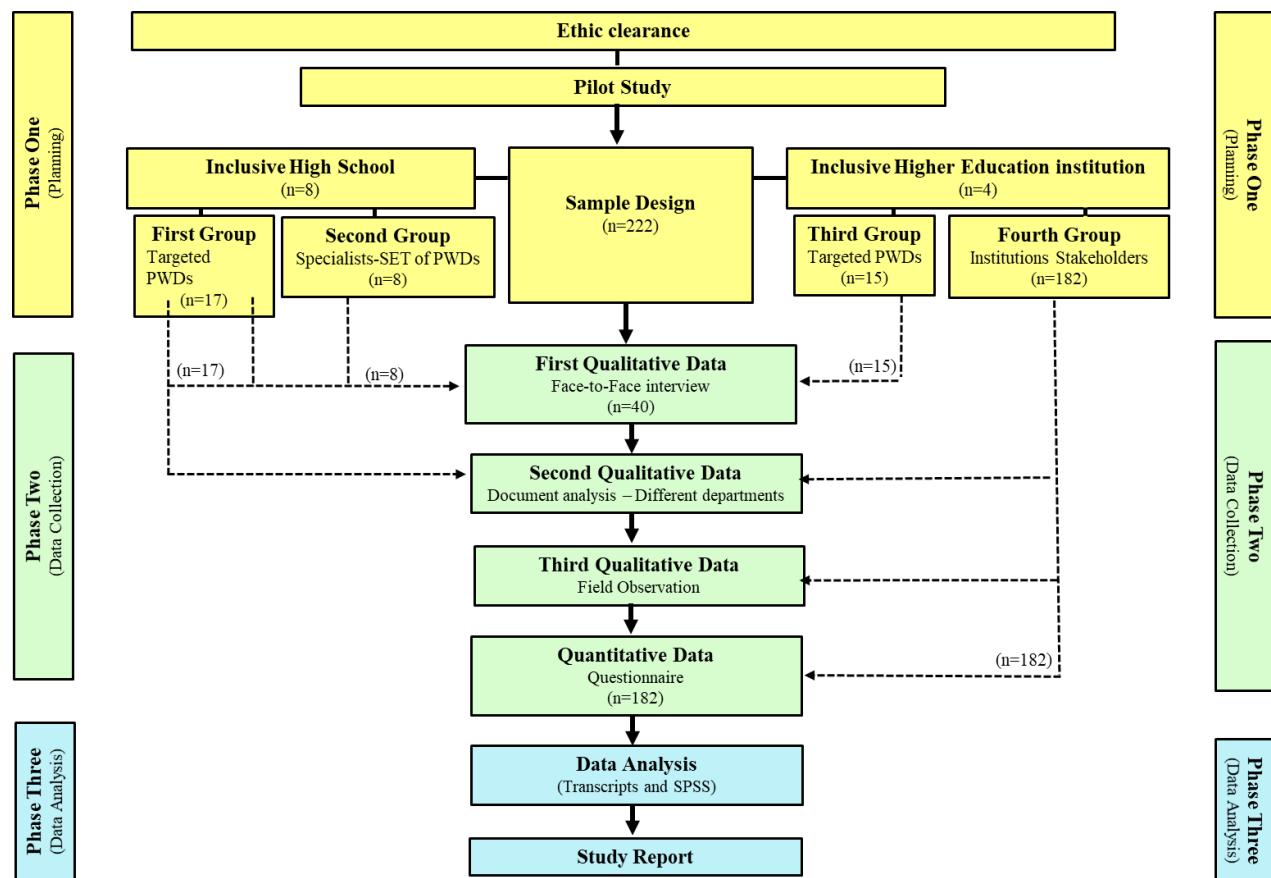 Phase One
(Planning)
Ethic clearance
Pilot Study
Inclusive High School
(n=8)
Sample Design
(n=222)
Inclusive Higher Education institution
(n=4)
First Group
Targeted
PWDs
(n=17)
Second Group
Specialists-SET of PWDs
(n=8)
Third Group
Targeted PWDs
(n=15)
Fourth Group
Institutions Stakeholders
(n=182)
Phase One
(Planning)
Phase Two
(Data Collection)
(n=17)
(n=8)
First Qualitative Data
Face-to-Face interview
(n=40)
(n=15)
Second Qualitative Data
Document analysis – Different departments
Third Qualitative Data
Field Observation
Quantitative Data
Questionnaire
(n=182)
(n=182)
Phase Two
(Data Collection)
Phase Three
(Data Analysis)
Data Analysis
(Transcripts and SPSS)
Study Report
Phase Three
(Data Analysis)